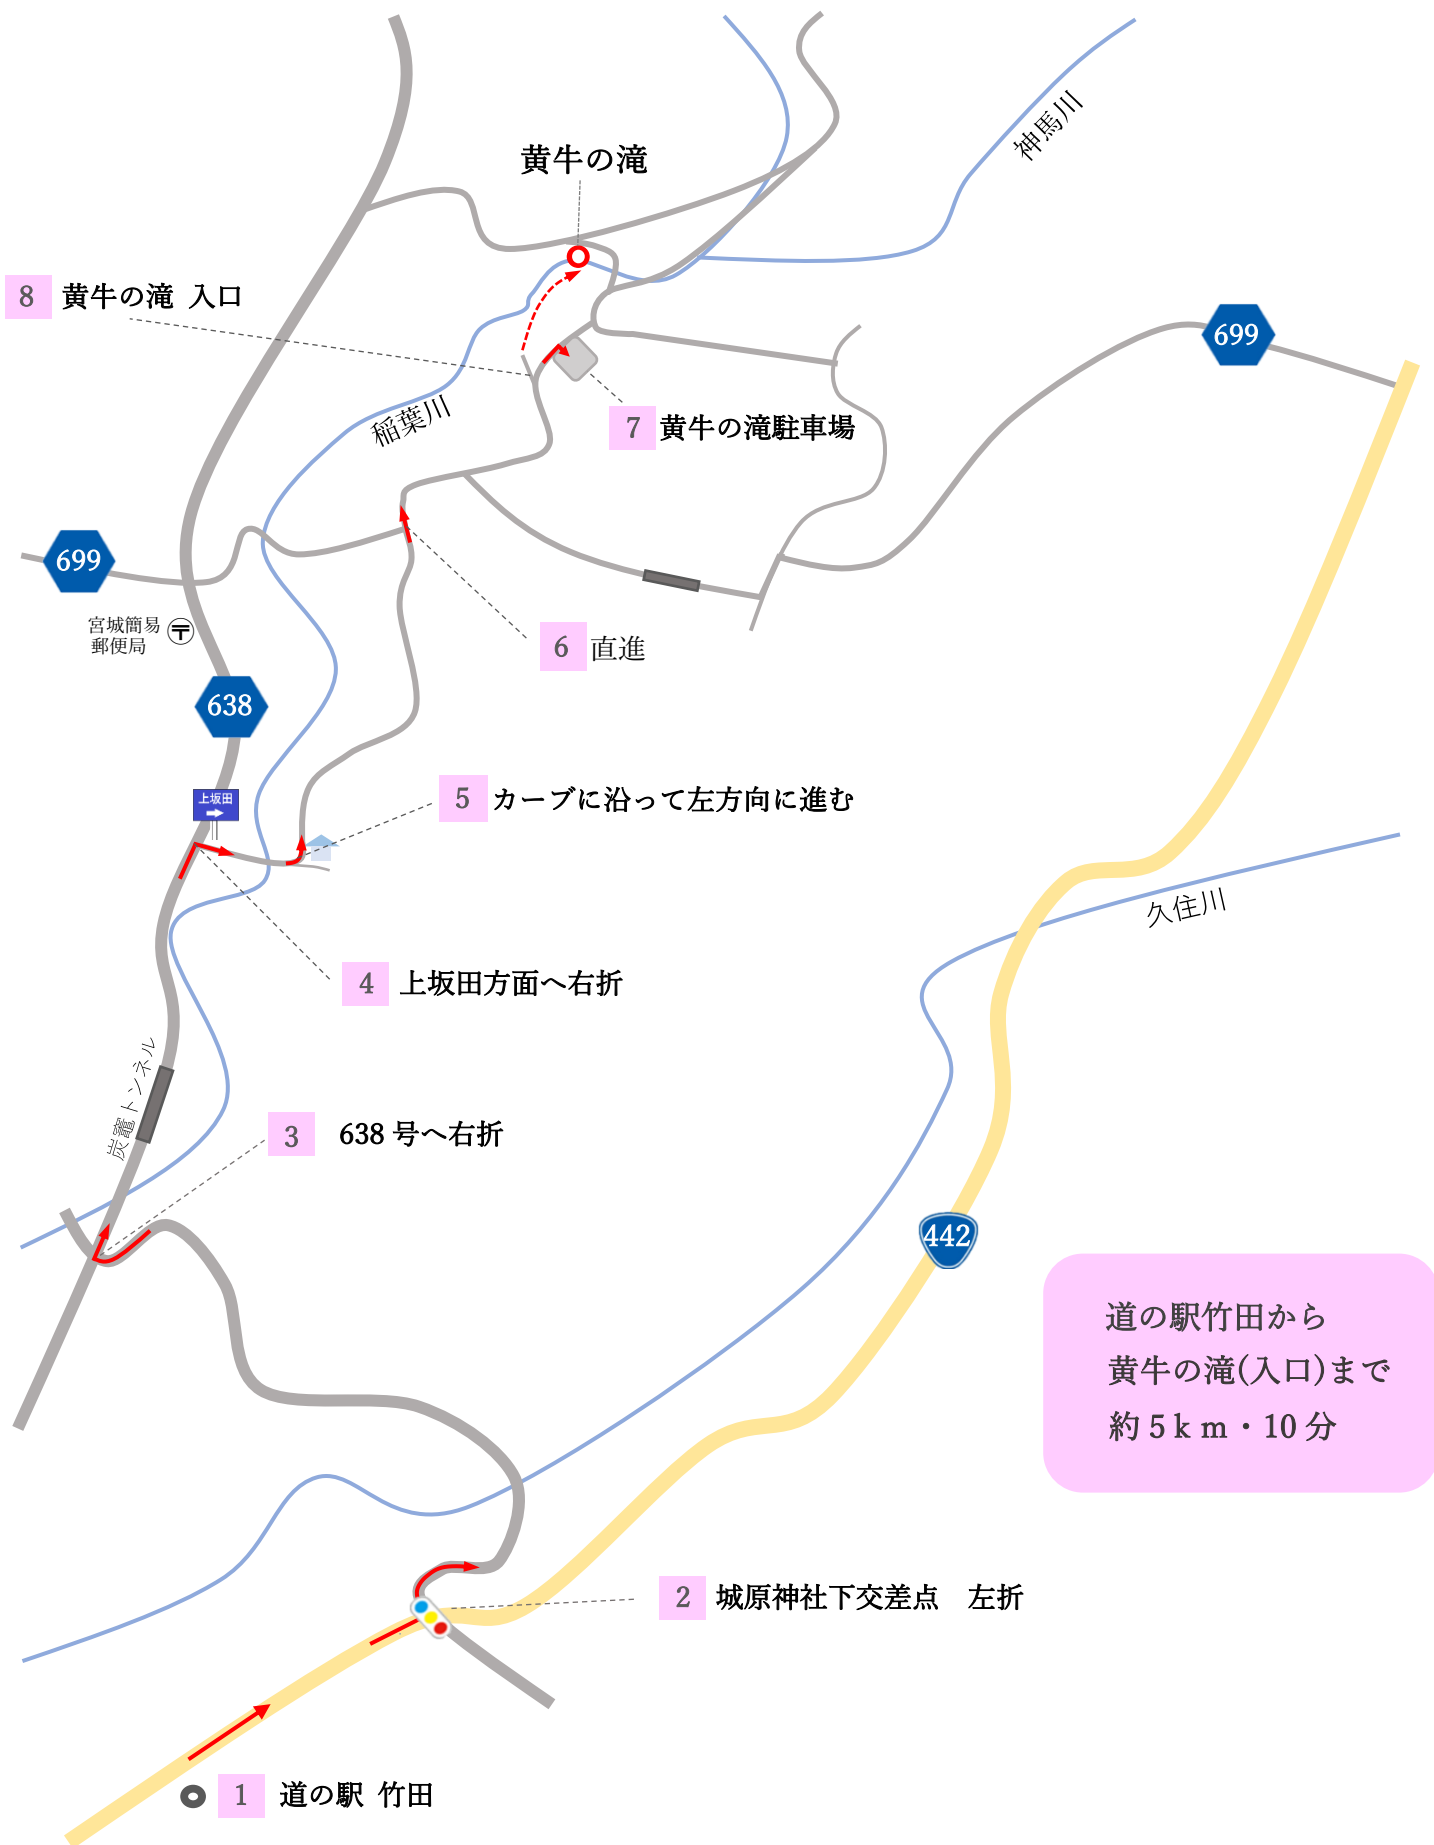 神馬川
黄牛の滝
8 黄牛の滝 入口
699
稲葉川
7 黄牛の滝駐車場
699
宮城簡易
郵便局
〒
6 直進
638
上坂田
5 カーブに沿って左方向に進む
久住川
4 上坂田方面へ右折
炭竈トンネル
3 638 号へ右折
442
道の駅竹田から
黄牛の滝(入口)まで
約5km・10分
2 城原神社下交差点 左折
1 道の駅 竹田